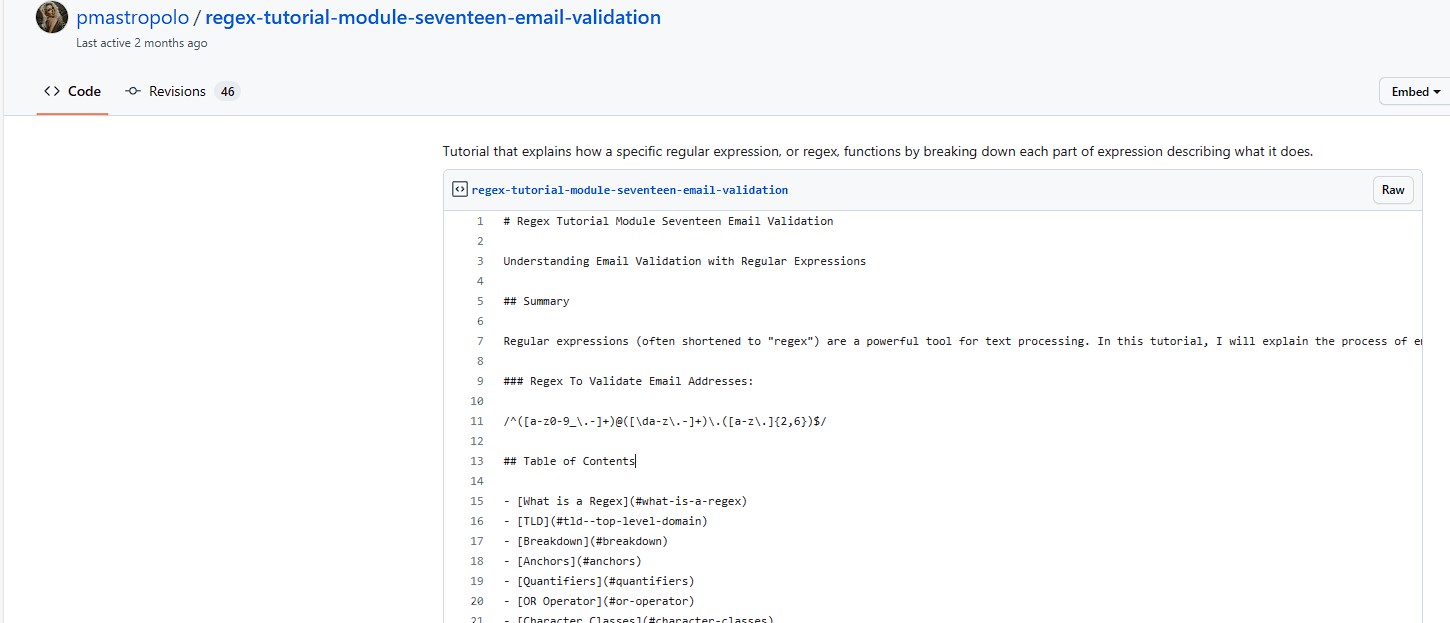 pmastropolo / regex-tutorial-module-seventeen-email-validation
Last active 2 months ago
Code Revisions 46
Embed
Tutorial that explains how a specific regular expression, or regex, functions by breaking down each part of expression describing what it does.
regex-tutorial-module-seventeen-email-validation
Raw
1 # Regex Tutorial Module Seventeen Email Validation
2
3 Understanding Email Validation with Regular Expressions
4
5 ## Summary
6
7 Regular expressions (often shortened to "regex") are a powerful tool for text processing. In this tutorial, I will explain the process of
8
9 ### Regex To Validate Email Addresses:
10
11 /^([a-z0-9_\.-]+)@([\da-z\.-]+)\.([a-z\.]{2,6})$/
12
13 ## Table of Contents
14
15 - [What is a Regex](#what-is-a-regex)
16 - [TLD](#tld--top-level-domain)
17 - [Breakdown](#breakdown)
18 - [Anchors](#anchors)
19 - [Quantifiers](#quantifiers)
20 - [OR Operator](#or-operator)
21 - [Character Classes](#character-classes)